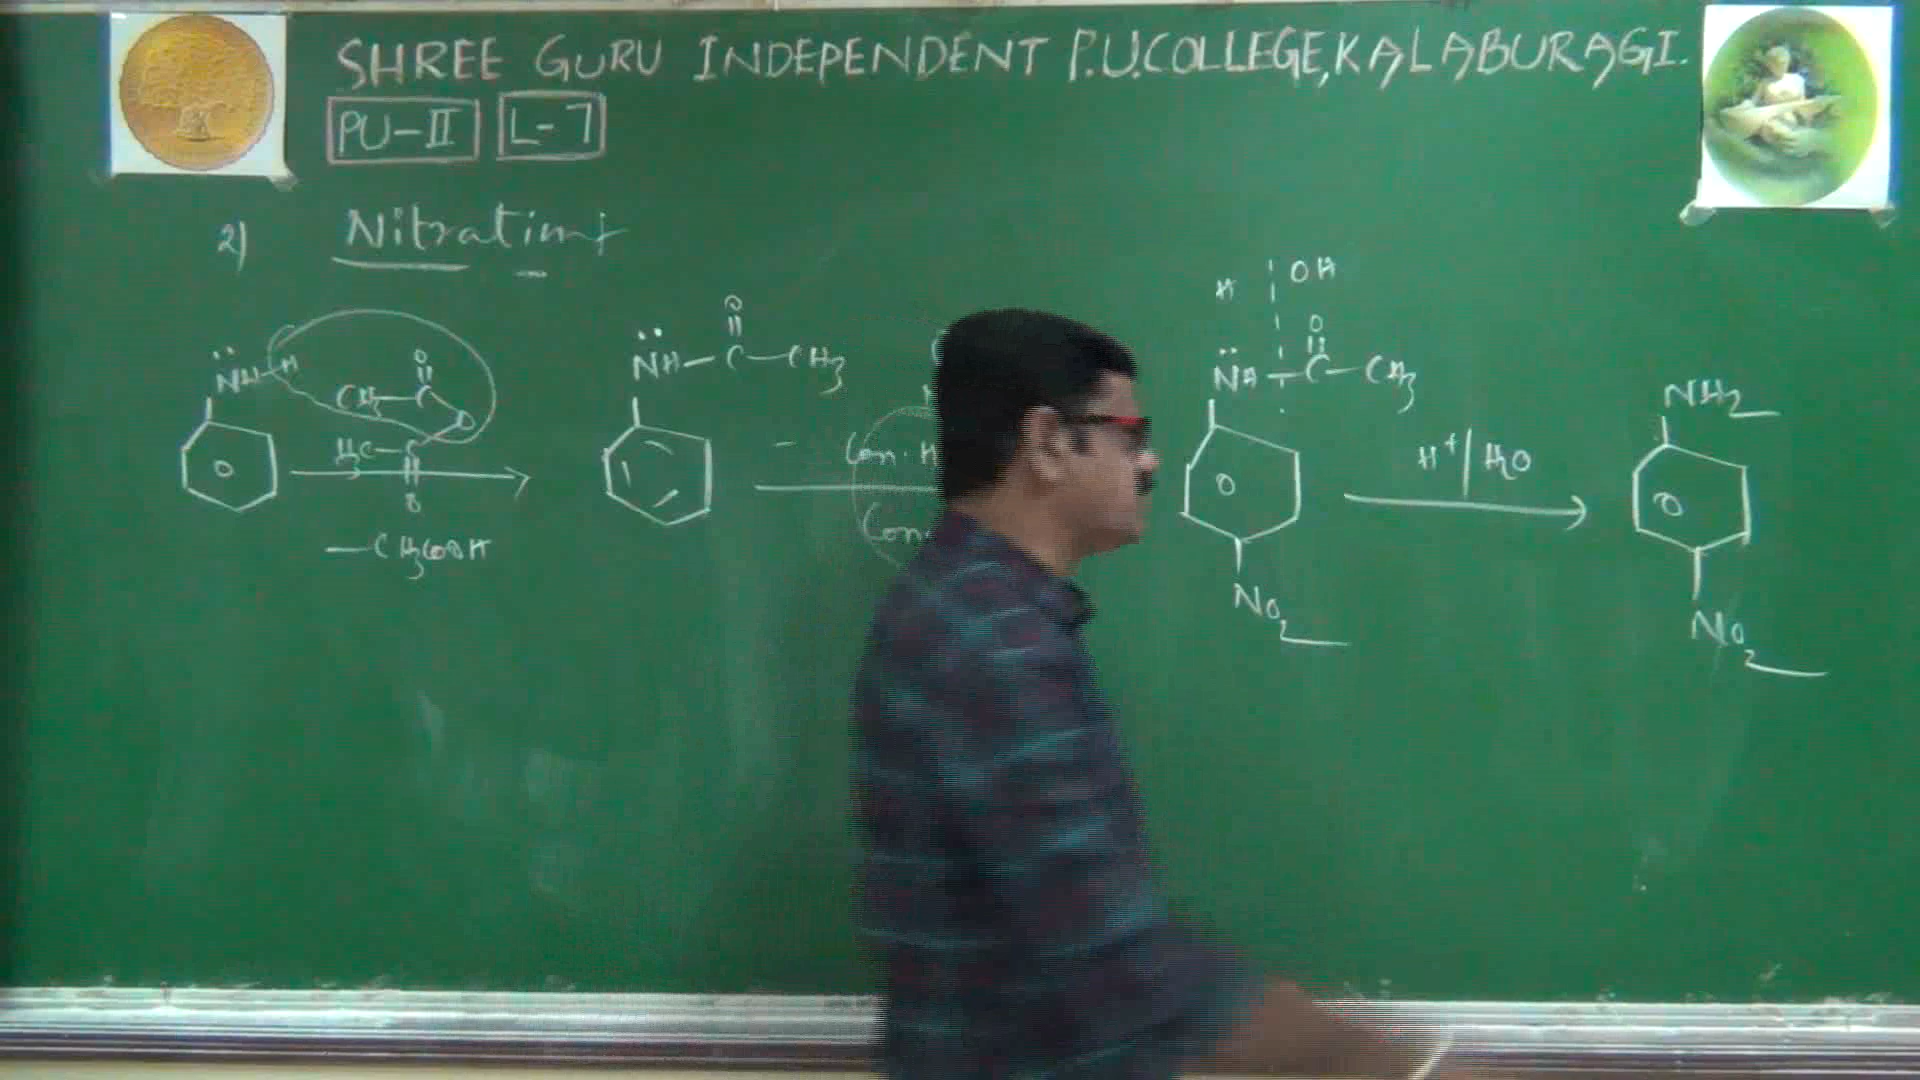 SHREE GURU INDEPENDENT P.U.COLLEGE, KALABURAGI.
PU-II L-7
2) Nitration
H OH
O
NH-C-CH3
O
NH-C-CH3
NH-H
O
CH3-C
O
H3C-C
O
NH2
Con. H
H+/H2O
Con.
-CH3COOH
NO2
NO2